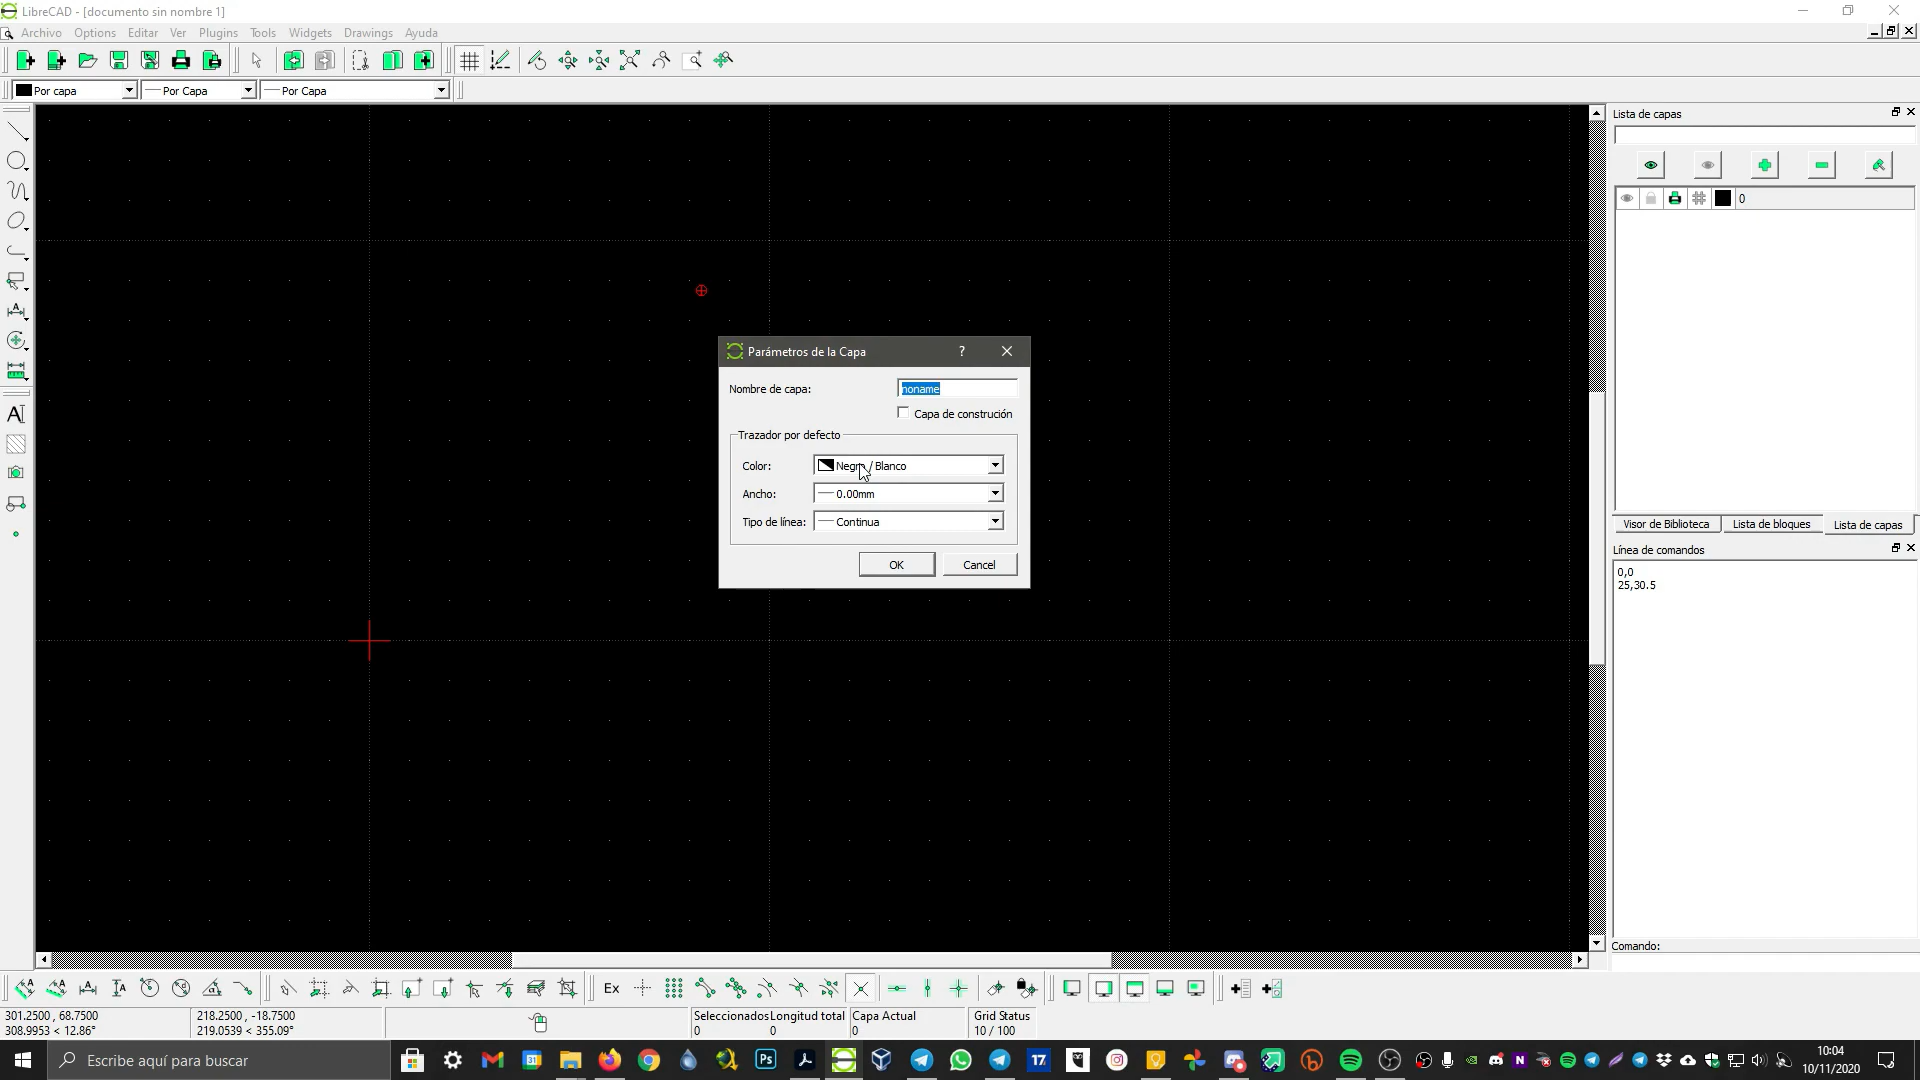 LibreCAD - [documento sin nombre 1]
Archivo Options Editar Ver Plugins Tools Widgets Drawings Ayuda
Por capa Por Capa Por Capa
Lista de capas
0
Parámetros de la Capa ?
Nombre de capa: noname
Capa de construción
Trazador por defecto
Color: Negro / Blanco
Ancho: 0.00mm
Tipo de línea: Continua
OK Cancel
Visor de Biblioteca Lista de bloques Lista de capas
Línea de comandos
0,0
25,30.5
Comando:
Ex
301.2500 , 68.7500
308.9953 < 12.86°
218.2500 , -18.7500
219.0539 < 355.09°
Seleccionados Longitud total
0 0
Capa Actual
0
Grid Status
10 / 100
Escribe aquí para buscar
31
Ps
17
10:04
10/11/2020